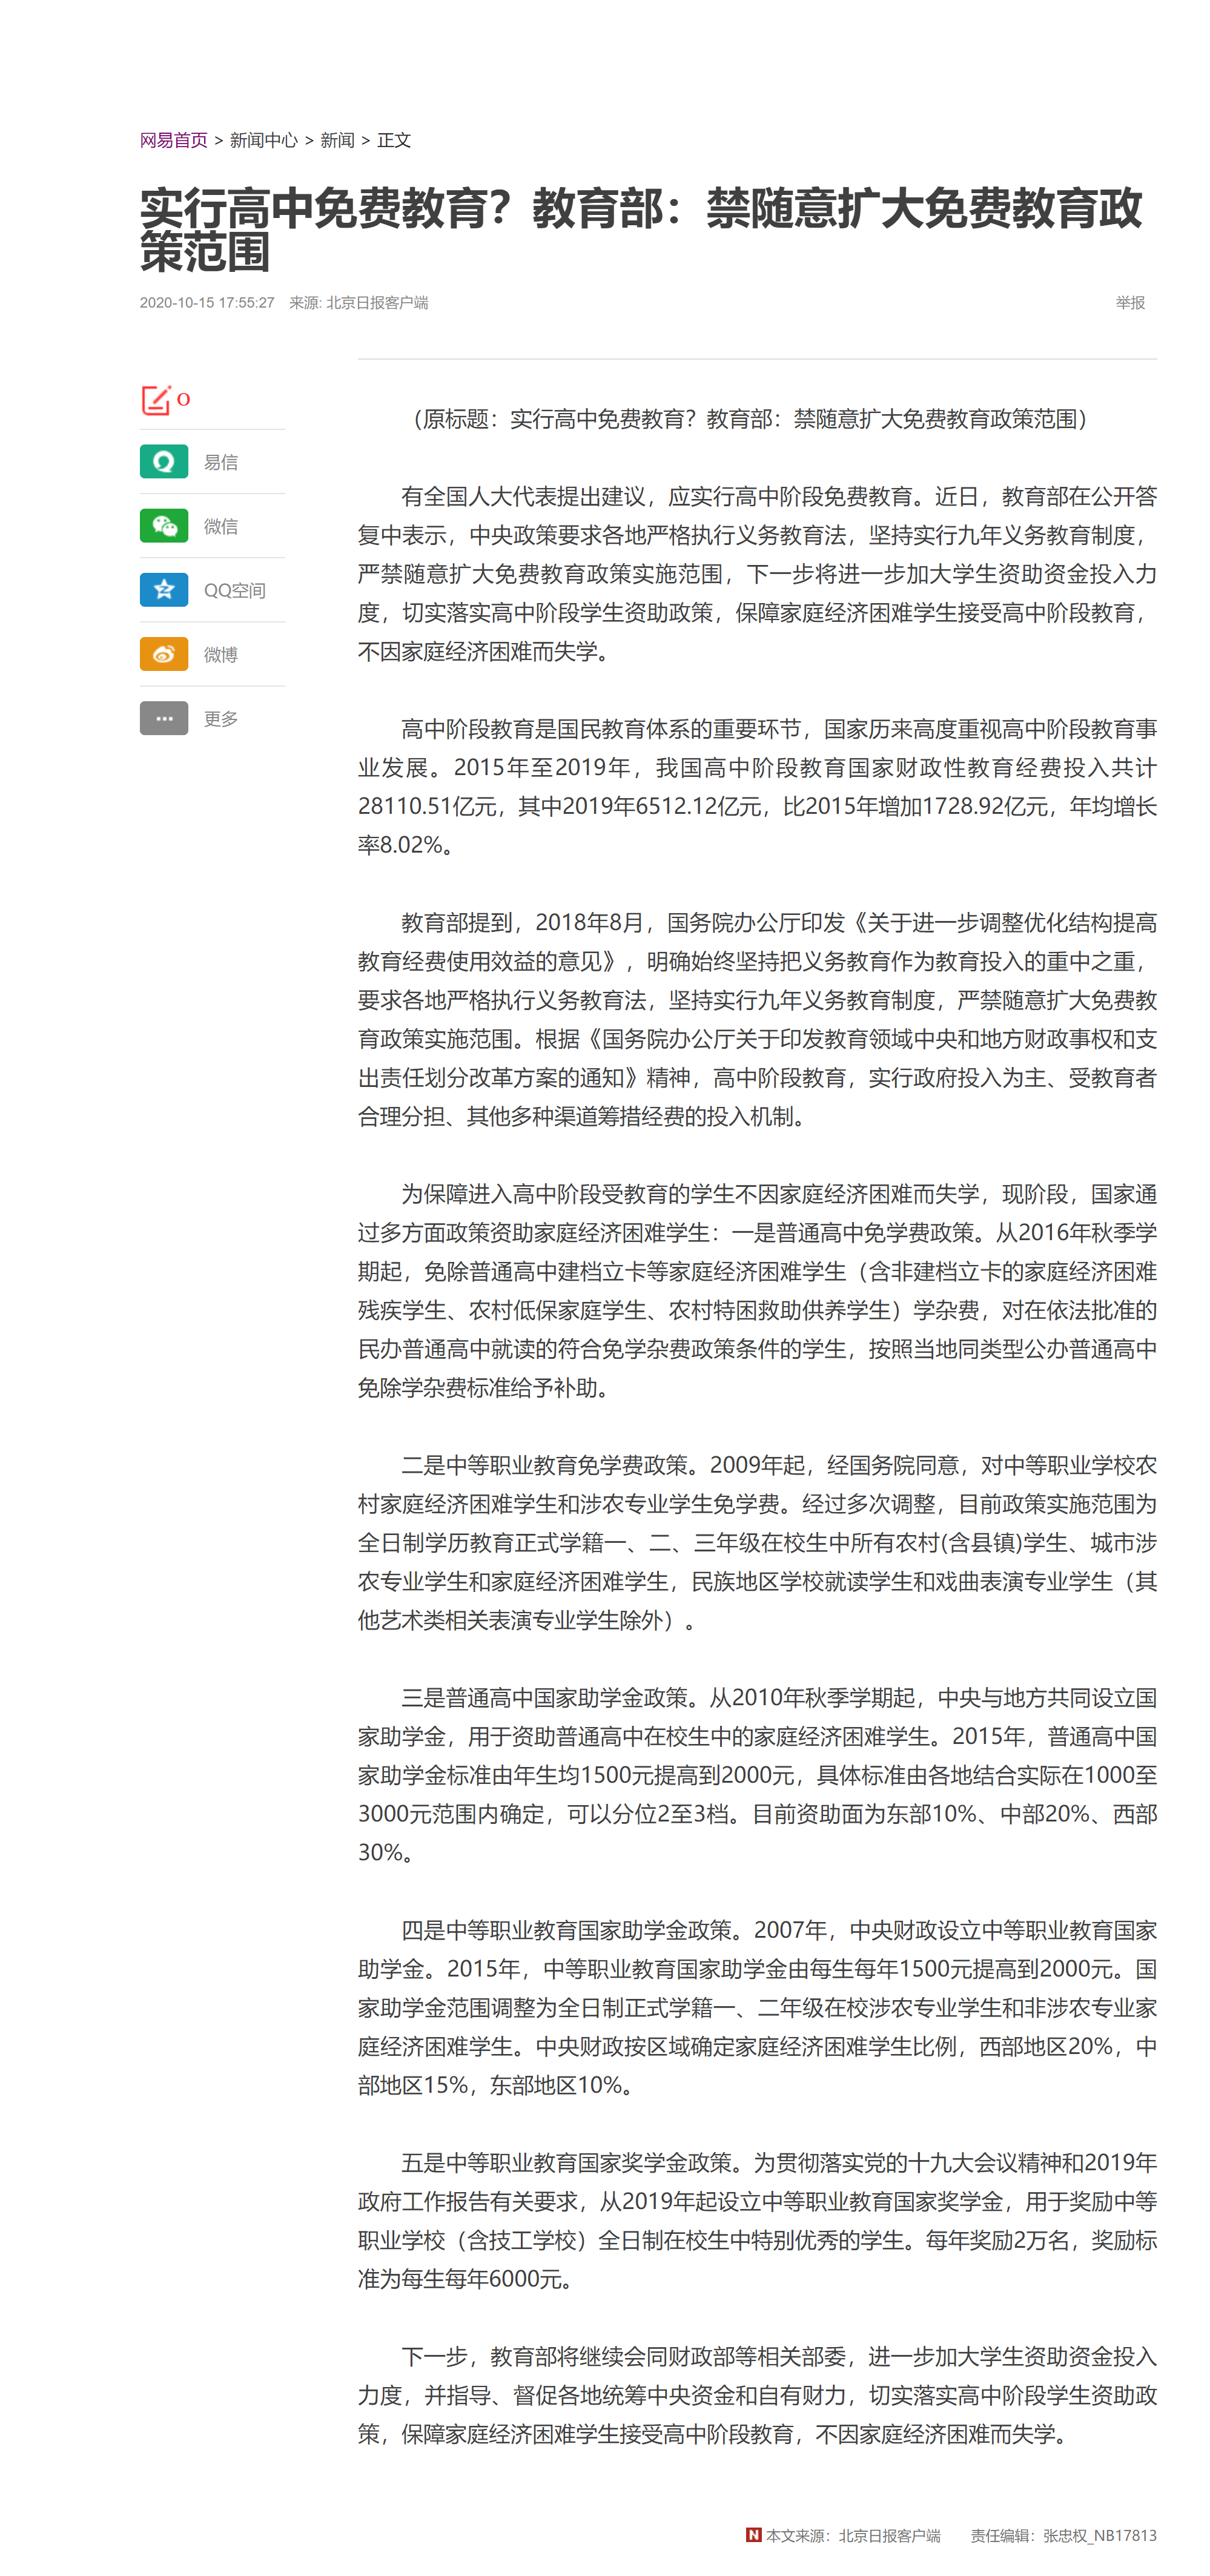 网易首页 > 新闻中心 > 新闻 > 正文
实行高中免费教育？教育部：禁随意扩大免费教育政
策范围
2020-10-15 17:55:27 来源: 北京日报客户端 举报
0
易信
微信
QQ空间
微博
更多
（原标题：实行高中免费教育？教育部：禁随意扩大免费教育政策范围）
有全国人大代表提出建议，应实行高中阶段免费教育。近日，教育部在公开答
复中表示，中央政策要求各地严格执行义务教育法，坚持实行九年义务教育制度，
严禁随意扩大免费教育政策实施范围，下一步将进一步加大学生资助资金投入力
度，切实落实高中阶段学生资助政策，保障家庭经济困难学生接受高中阶段教育，
不因家庭经济困难而失学。
高中阶段教育是国民教育体系的重要环节，国家历来高度重视高中阶段教育事
业发展。2015年至2019年，我国高中阶段教育国家财政性教育经费投入共计
28110.51亿元，其中2019年6512.12亿元，比2015年增加1728.92亿元，年均增长
率8.02%。
教育部提到，2018年8月，国务院办公厅印发《关于进一步调整优化结构提高
教育经费使用效益的意见》，明确始终坚持把义务教育作为教育投入的重中之重，
要求各地严格执行义务教育法，坚持实行九年义务教育制度，严禁随意扩大免费教
育政策实施范围。根据《国务院办公厅关于印发教育领域中央和地方财政事权和支
出责任划分改革方案的通知》精神，高中阶段教育，实行政府投入为主、受教育者
合理分担、其他多种渠道筹措经费的投入机制。
为保障进入高中阶段受教育的学生不因家庭经济困难而失学，现阶段，国家通
过多方面政策资助家庭经济困难学生：一是普通高中免学费政策。从2016年秋季学
期起，免除普通高中建档立卡等家庭经济困难学生（含非建档立卡的家庭经济困难
残疾学生、农村低保家庭学生、农村特困救助供养学生）学杂费，对在依法批准的
民办普通高中就读的符合免学杂费政策条件的学生，按照当地同类型公办普通高中
免除学杂费标准给予补助。
二是中等职业教育免学费政策。2009年起，经国务院同意，对中等职业学校农
村家庭经济困难学生和涉农专业学生免学费。经过多次调整，目前政策实施范围为
全日制学历教育正式学籍一、二、三年级在校生中所有农村(含县镇)学生、城市涉
农专业学生和家庭经济困难学生，民族地区学校就读学生和戏曲表演专业学生（其
他艺术类相关表演专业学生除外）。
三是普通高中国家助学金政策。从2010年秋季学期起，中央与地方共同设立国
家助学金，用于资助普通高中在校生中的家庭经济困难学生。2015年，普通高中国
家助学金标准由年生均1500元提高到2000元，具体标准由各地结合实际在1000至
3000元范围内确定，可以分位2至3档。目前资助面为东部10%、中部20%、西部
30%。
四是中等职业教育国家助学金政策。2007年，中央财政设立中等职业教育国家
助学金。2015年，中等职业教育国家助学金由每生每年1500元提高到2000元。国
家助学金范围调整为全日制正式学籍一、二年级在校涉农专业学生和非涉农专业家
庭经济困难学生。中央财政按区域确定家庭经济困难学生比例，西部地区20%，中
部地区15%，东部地区10%。
五是中等职业教育国家奖学金政策。为贯彻落实党的十九大会议精神和2019年
政府工作报告有关要求，从2019年起设立中等职业教育国家奖学金，用于奖励中等
职业学校（含技工学校）全日制在校生中特别优秀的学生。每年奖励2万名，奖励标
准为每生每年6000元。
下一步，教育部将继续会同财政部等相关部委，进一步加大学生资助资金投入
力度，并指导、督促各地统筹中央资金和自有财力，切实落实高中阶段学生资助政
策，保障家庭经济困难学生接受高中阶段教育，不因家庭经济困难而失学。
N 本文来源：北京日报客户端 责任编辑：张忠权_NB17813